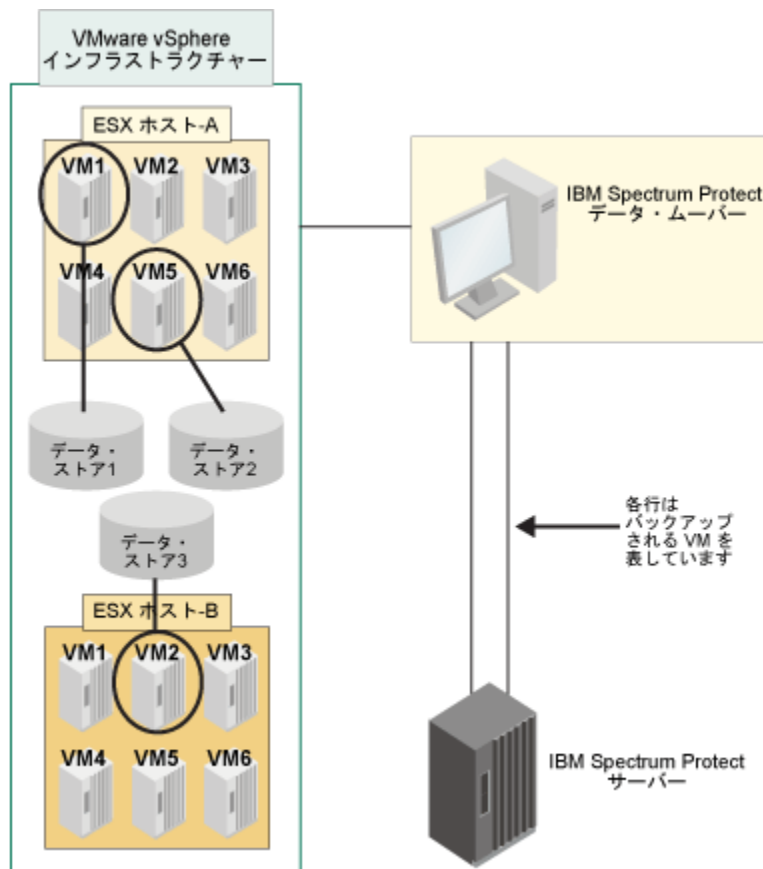 VMware vSphere
インフラストラクチャー
ESX ホスト-A
VM1
VM2
VM3
VM4
VM5
VM6
データ・
ストア1
データ・
ストア2
データ・
ストア3
ESX ホスト-B
VM1
VM2
VM3
VM4
VM5
VM6
IBM Spectrum Protect
データ・ムーバー
各行は
バックアップ
される VM を
表しています
IBM Spectrum Protect
サーバー